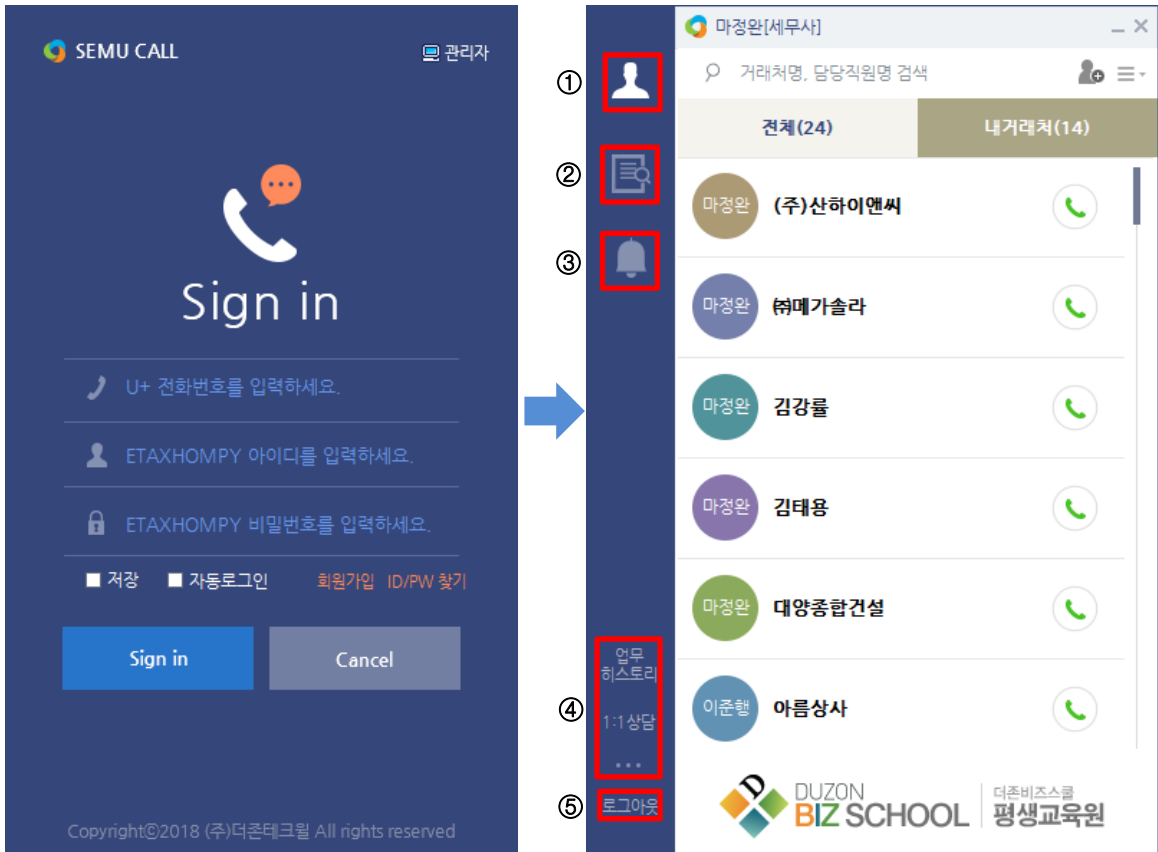 SEMU CALL
관리자
Sign in
U+ 전화번호를 입력하세요.
ETAXHOMPY 아이디를 입력하세요.
ETAXHOMPY 비밀번호를 입력하세요.
저장 자동로그인 회원가입 ID/PW 찾기
Sign in Cancel
Copyrightⓒ2018 (주)더존테크윌 All rights reserved
①
②
③
업무
히스토리
④
1:1상담
...
⑤
로그아웃
마정완[세무사]
거래처명, 담당직원명 검색
전체(24) 내거래처(14)
마정완 (주)산하이앤씨
마정완 ㈜메가솔라
마정완 김강률
마정완 김태용
마정완 대양종합건설
이준행 아름상사
D
DUZON
BIZ SCHOOL
더존비즈스쿨
평생교육원